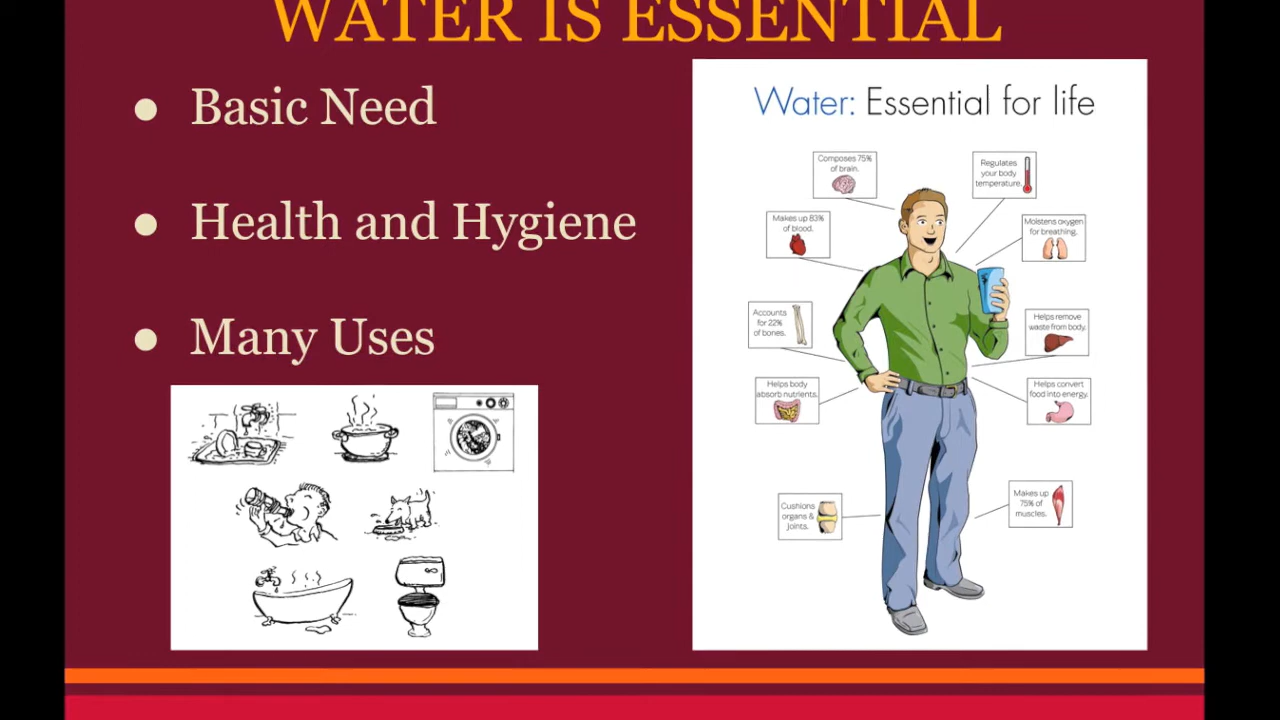 WATER IS ESSENTIAL
● Basic Need
● Health and Hygiene
● Many Uses
Water: Essential for life
Composes 75%
of brain.
Regulates
your body
temperature.
Makes up 83%
of blood.
Moistens oxygen
for breathing.
Accounts
for 22%
of bones.
Helps remove
waste from body.
Helps body
absorb nutrients.
Helps convert
food into energy.
Cushions
organs &
joints.
Makes up
75% of
muscles.